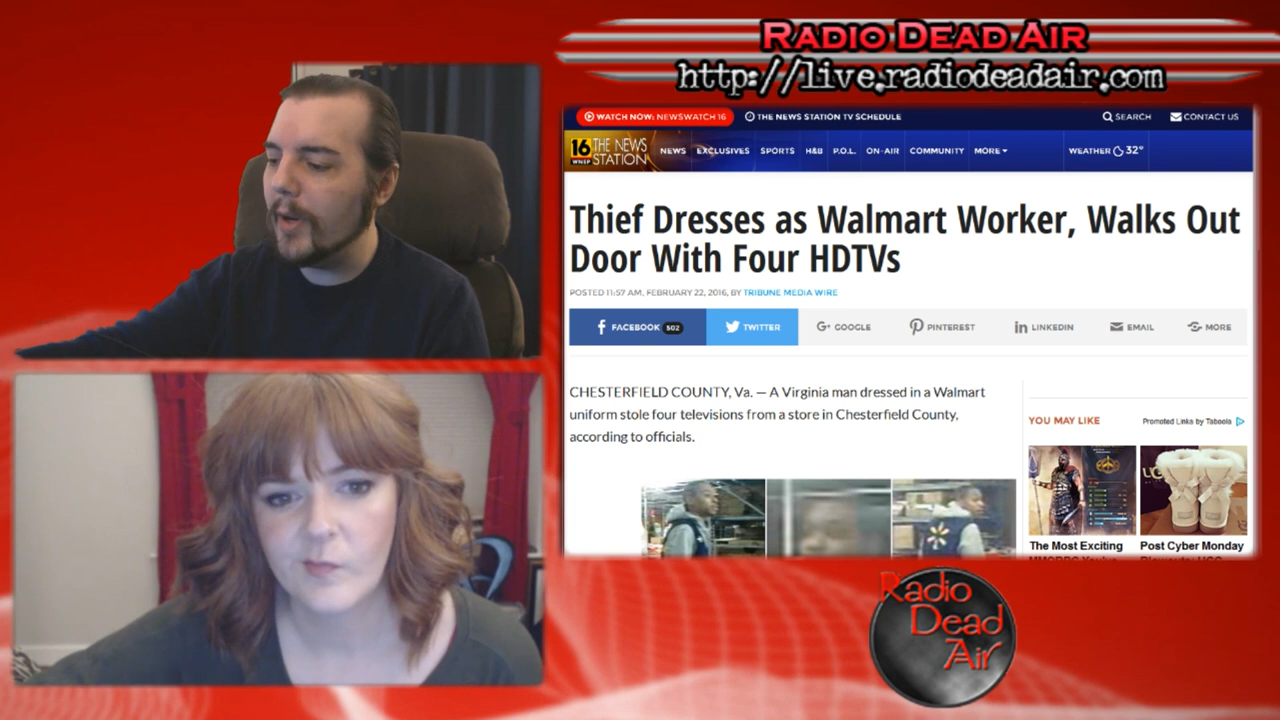 RADIO DEAD AIR
http://live.radiodeadair.com
WATCH NOW: NEWSWATCH 16 THE NEWS STATION TV SCHEDULE SEARCH CONTACT US
16 WNEP THE NEWS STATION
NEWS EXCLUSIVES SPORTS H&B P.O.L. ON-AIR COMMUNITY MORE WEATHER 32°
Thief Dresses as Walmart Worker, Walks Out
Door With Four HDTVs
POSTED 11:57 AM, FEBRUARY 22, 2016, BY TRIBUNE MEDIA WIRE
FACEBOOK 502 TWITTER GOOGLE PINTEREST LINKEDIN EMAIL MORE
CHESTERFIELD COUNTY, Va. — A Virginia man dressed in a Walmart
uniform stole four televisions from a store in Chesterfield County,
according to officials.
YOU MAY LIKE Promoted Links by Taboola
The Most Exciting
Post Cyber Monday
Radio
Dead
Air